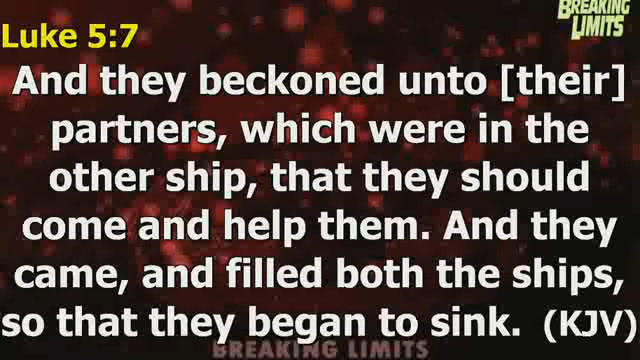 BREAKING
LIMITS
Luke 5:7
And they beckoned unto [their]
partners, which were in the
other ship, that they should
come and help them. And they
came, and filled both the ships,
so that they began to sink. (KJV)
BREAKING LIMITS